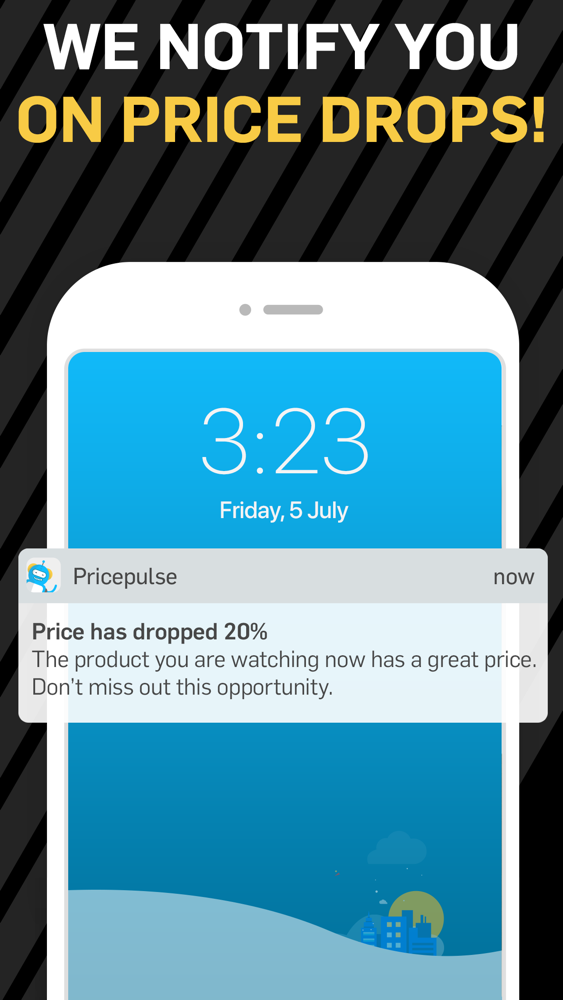 WE NOTIFY YOU
ON PRICE DROPS!
3:23
Friday, 5 July
Pricepulse now
Price has dropped 20%
The product you are watching now has a great price.
Don't miss out this opportunity.